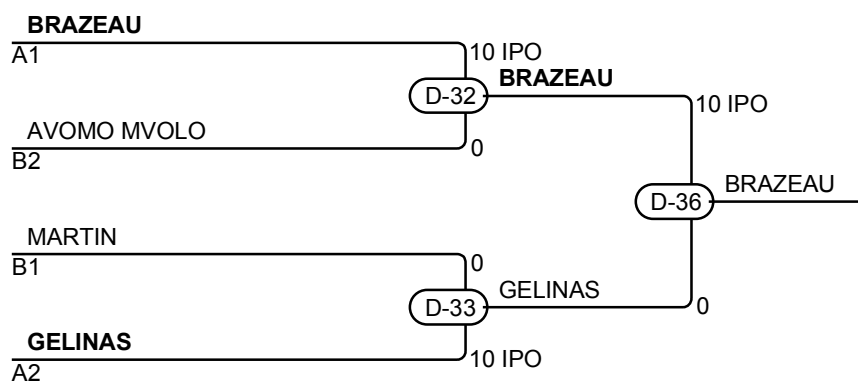 BRAZEAU
A1
10 IPO
D-32
BRAZEAU
AVOMO MVOLO
B2
0
10 IPO
D-36
BRAZEAU
MARTIN
B1
0
D-33
GELINAS
0
GELINAS
A2
10 IPO